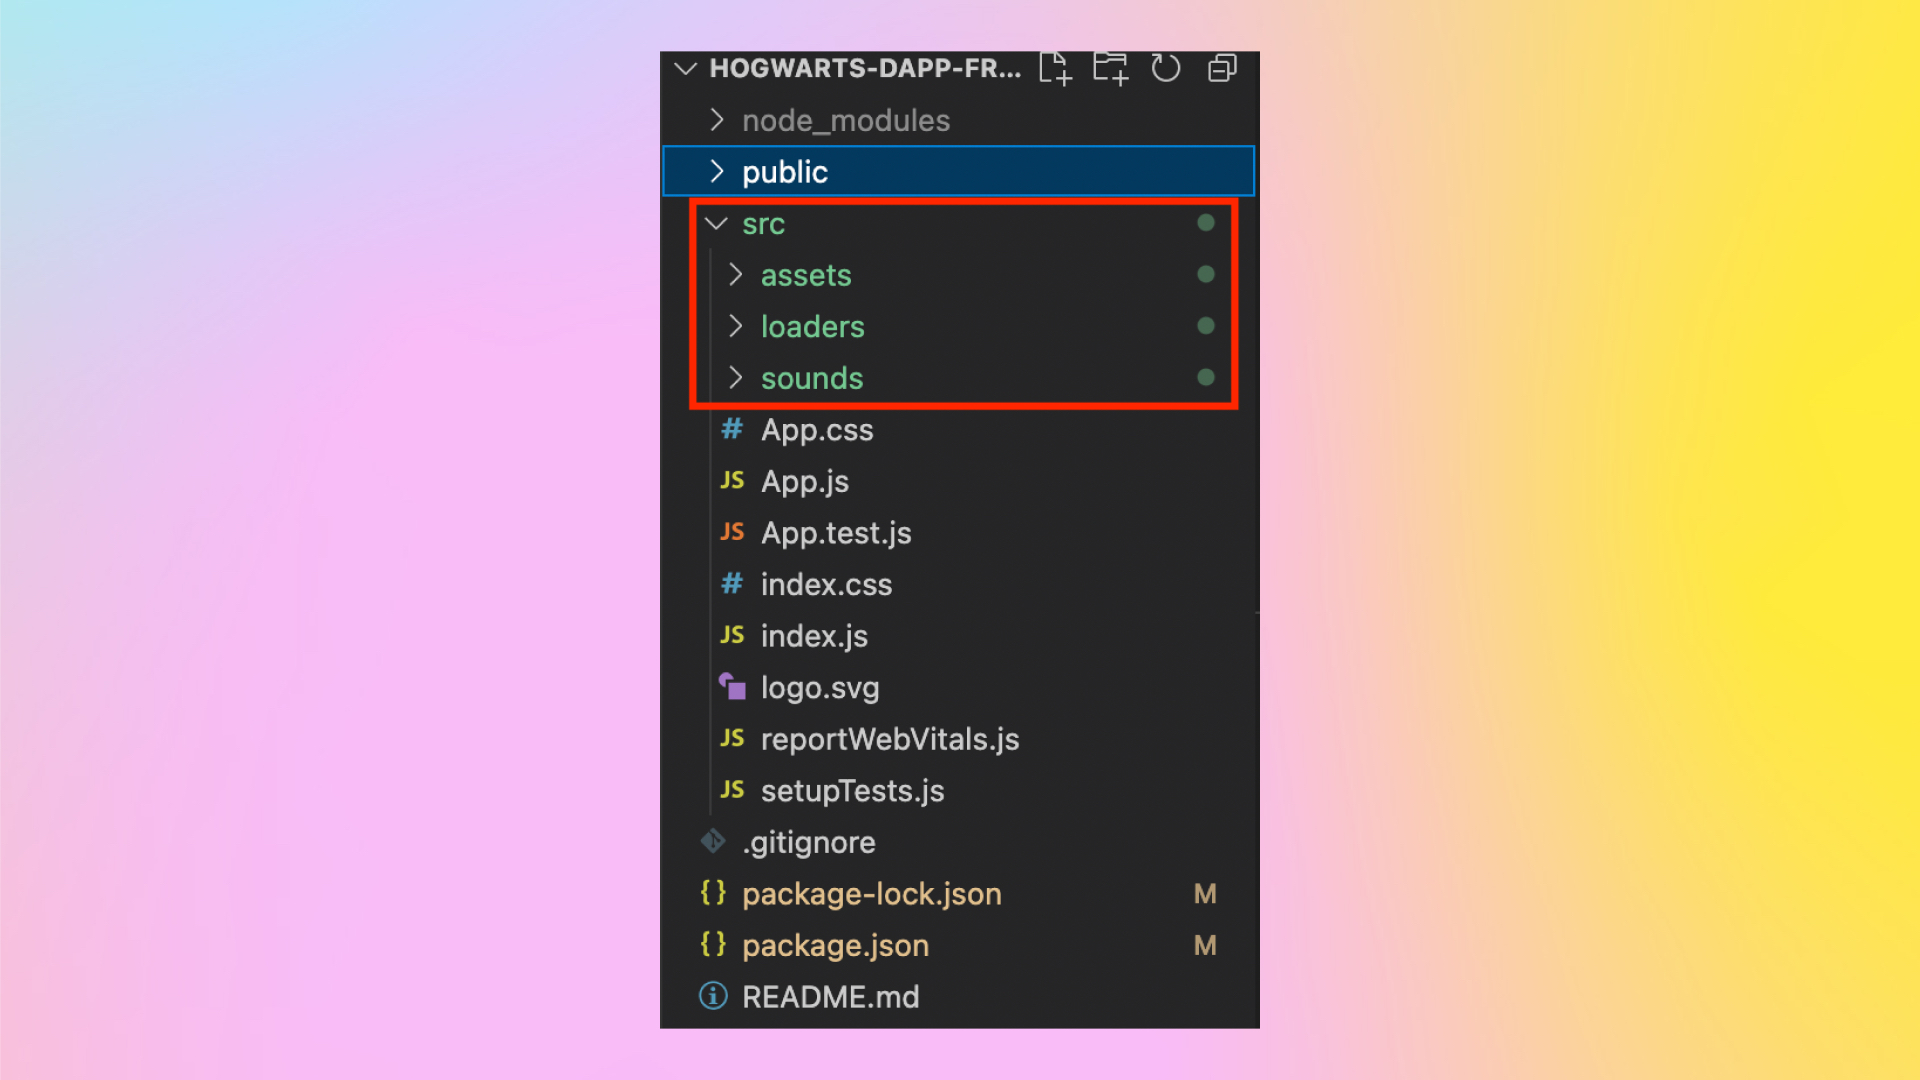 HOGWARTS-DAPP-FR...
node_modules
public
src
assets
loaders
sounds
# App.css
JS App.js
JS App.test.js
# index.css
JS index.js
logo.svg
JS reportWebVitals.js
JS setupTests.js
.gitignore
{} package-lock.json M
{} package.json M
README.md